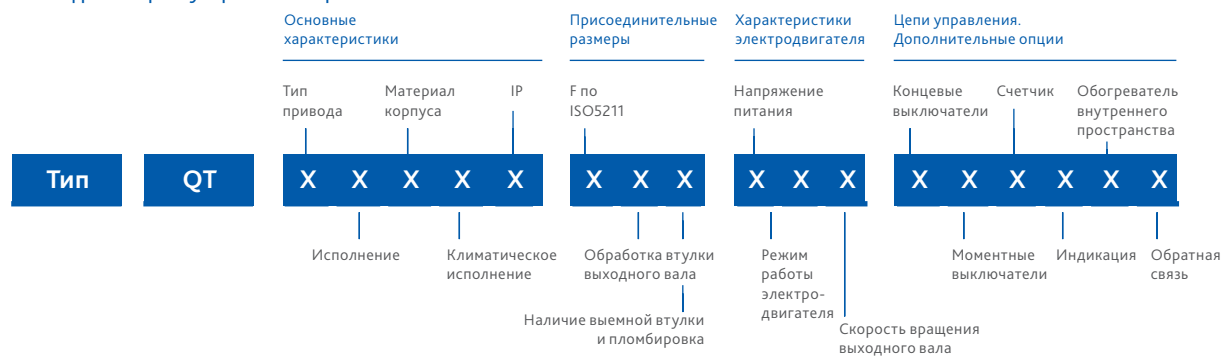 Основные
характеристики
Присоединительные
размеры
Характеристики
электродвигателя
Цепи управления.
Дополнительные опции
Тип
привода
Материал
корпуса
IP
F по
ISO5211
Напряжение
питания
Концевые
выключатели
Счетчик
Обогреватель
внутреннего
пространства
Тип QT X X X X X X X X X X X X X X X X X
Исполнение
Климатическое
исполнение
Обработка втулки
выходного вала
Наличие выемной втулки
и пломбировка
Режим
работы
электро-
двигателя
Скорость вращения
выходного вала
Моментные
выключатели
Индикация
Обратная
связь